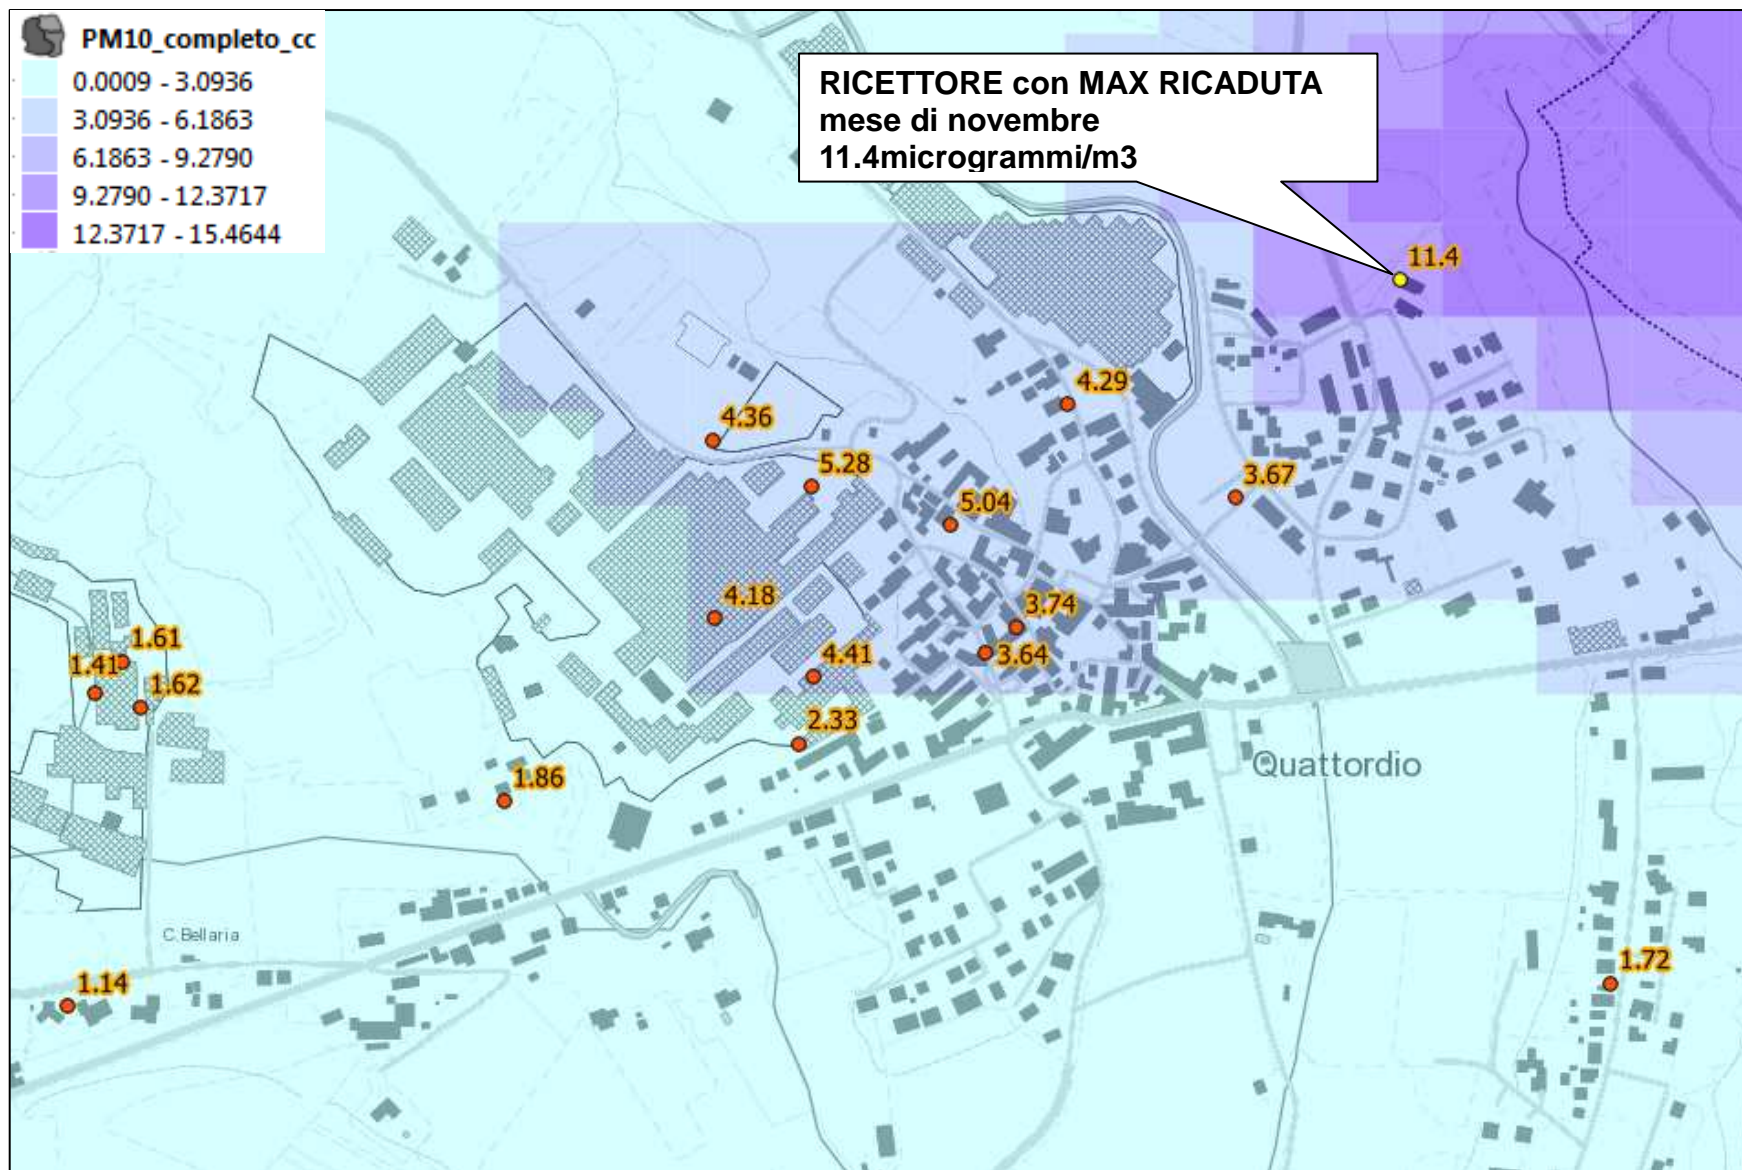 PM10_completo_cc
0.0009 - 3.0936
3.0936 - 6.1863
6.1863 - 9.2790
9.2790 - 12.3717
12.3717 - 15.4644
RICETTORE con MAX RICADUTA
mese di novembre
11.4microgrammi/m3
11.4
4.29
4.36
5.28
3.67
5.04
4.18
3.74
3.64
4.41
1.61
1.41
1.62
2.33
1.86
Quattordio
C.Bellaria
1.14
1.72